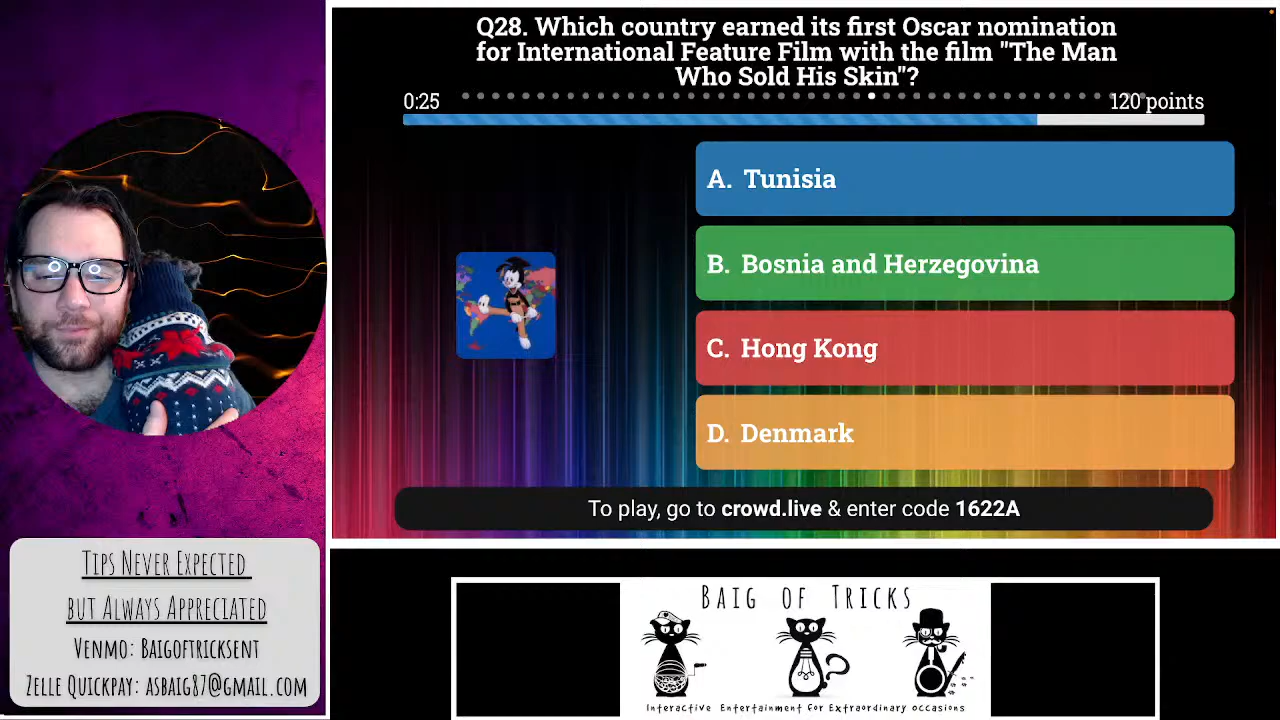 Q28. Which country earned its first Oscar nomination
for International Feature Film with the film "The Man
Who Sold His Skin"?
0:25
120 points
A. Tunisia
B. Bosnia and Herzegovina
C. Hong Kong
D. Denmark
To play, go to crowd.live & enter code 1622A
Tips Never Expected
but Always Appreciated
Venmo: Baigoftricksent
Zelle Quickpay: asbaig87@gmail.com
BAIG OF TRICKS
Interactive Entertainment for Extraordinary Occasions